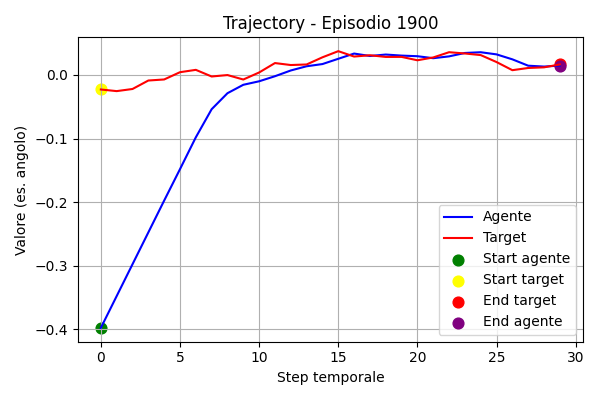 Trajectory - Episodio 1900
Valore (es. angolo)
0.0
−0.1
−0.2
−0.3
−0.4
0
5
10
15
20
25
30
Step temporale
Agente
Target
Start agente
Start target
End target
End agente